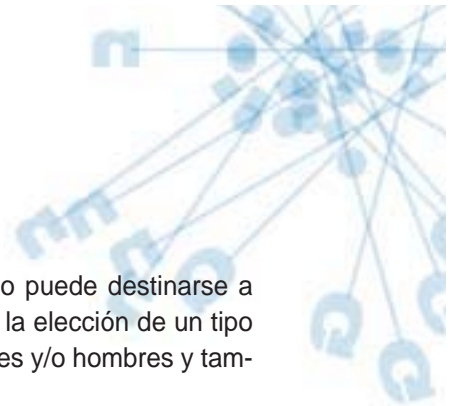 o puede destinarse a
la elección de un tipo
es y/o hombres y tam-